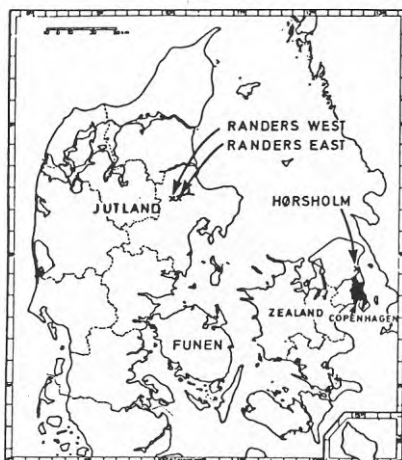 RANDERS WEST
RANDERS EAST
JUTLAND
HØRSHOLM
ZEALAND
COPENHAGEN
FUNEN